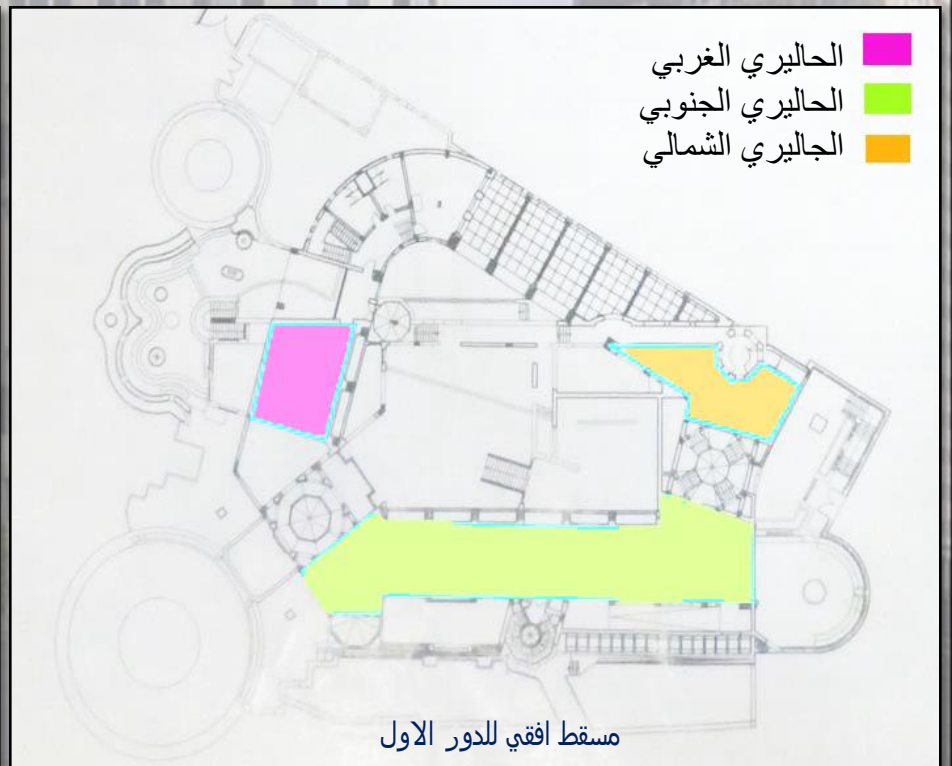 الحاليري الغربي
الحاليري الجنوبي
الجاليري الشمالي
مسقط افقي للدور الاول